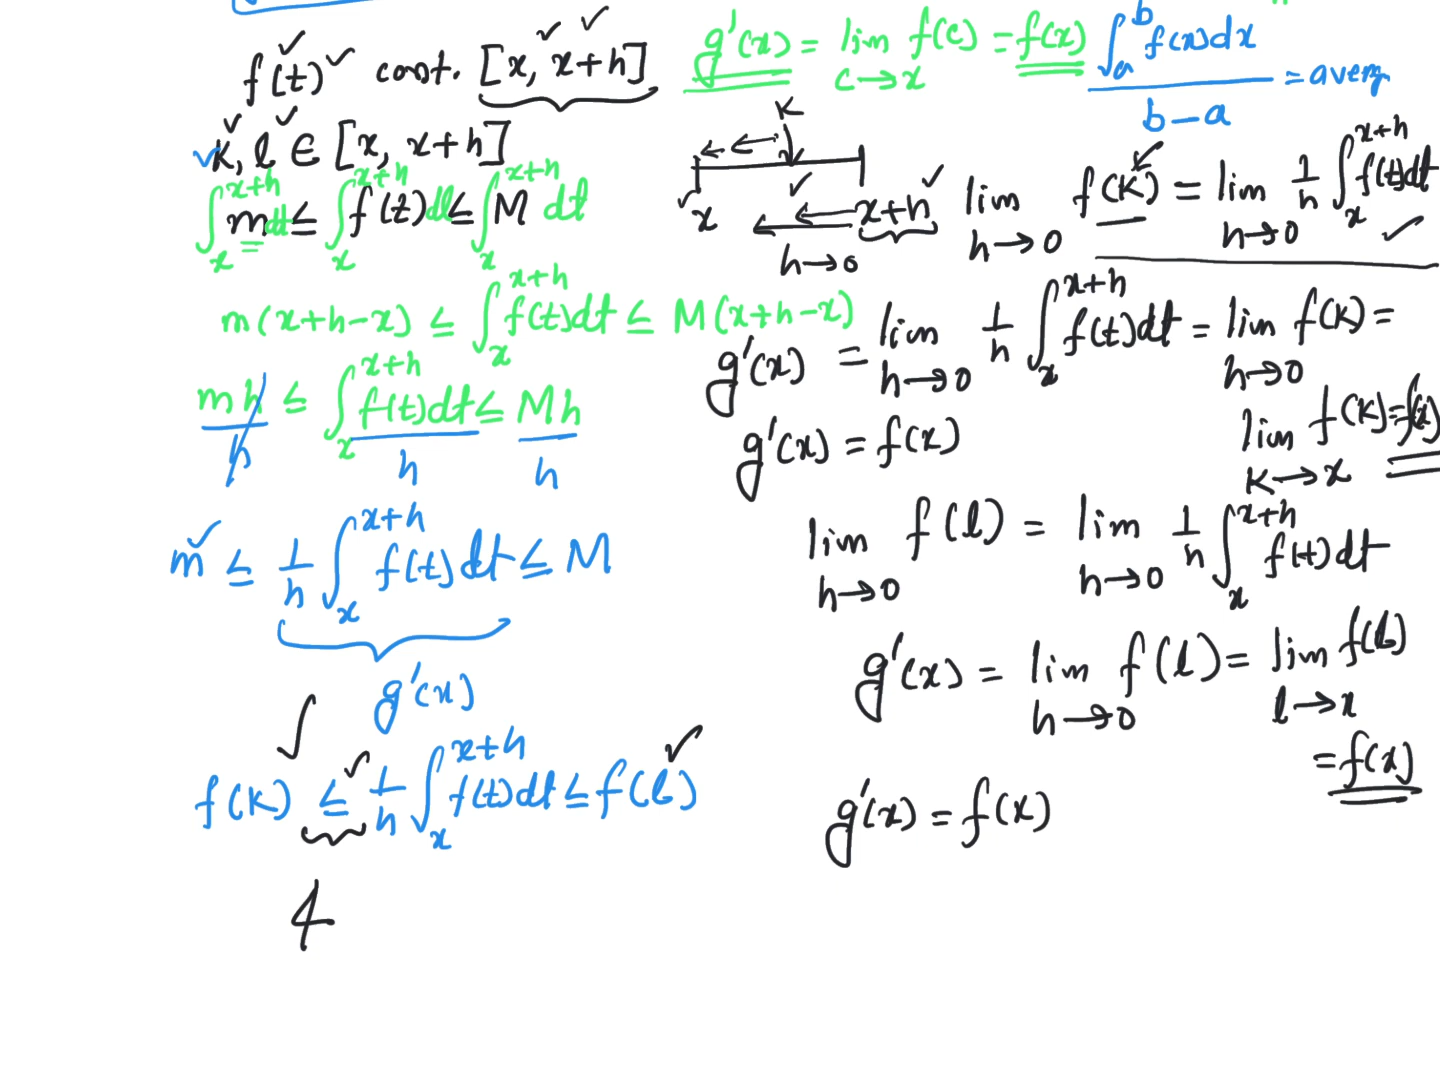 f(t) cont. [x, x+h]
g'(x) = lim c→x f(c) = f(x)
∫_a^b f(x)dx / b-a = averg
k, l ∈ [x, x+h]
∫_x^{x+h} m dt ≤ ∫_x^{x+h} f(t)dt ≤ ∫_x^{x+h} M dt
K
x x+h
h→0
lim h→0 f(K) = lim h→0 1/h ∫_x^{x+h} f(t)dt
m(x+h-x) ≤ ∫_x^{x+h} f(t)dt ≤ M(x+h-x)
g'(x) = lim h→0 1/h ∫_x^{x+h} f(t)dt = lim h→0 f(K) =
lim K→x f(K) = f(x)
mh/h ≤ ∫_x^{x+h} f(t)dt/h ≤ Mh/h
g'(x) = f(x)
m ≤ 1/h ∫_x^{x+h} f(t)dt ≤ M
g'(x)
lim h→0 f(l) = lim h→0 1/h ∫_x^{x+h} f(t)dt
g'(x) = lim h→0 f(l) = lim l→x f(l)
= f(x)
∫
f(K) ≤ 1/h ∫_x^{x+h} f(t)dt ≤ f(l)
g'(x) = f(x)